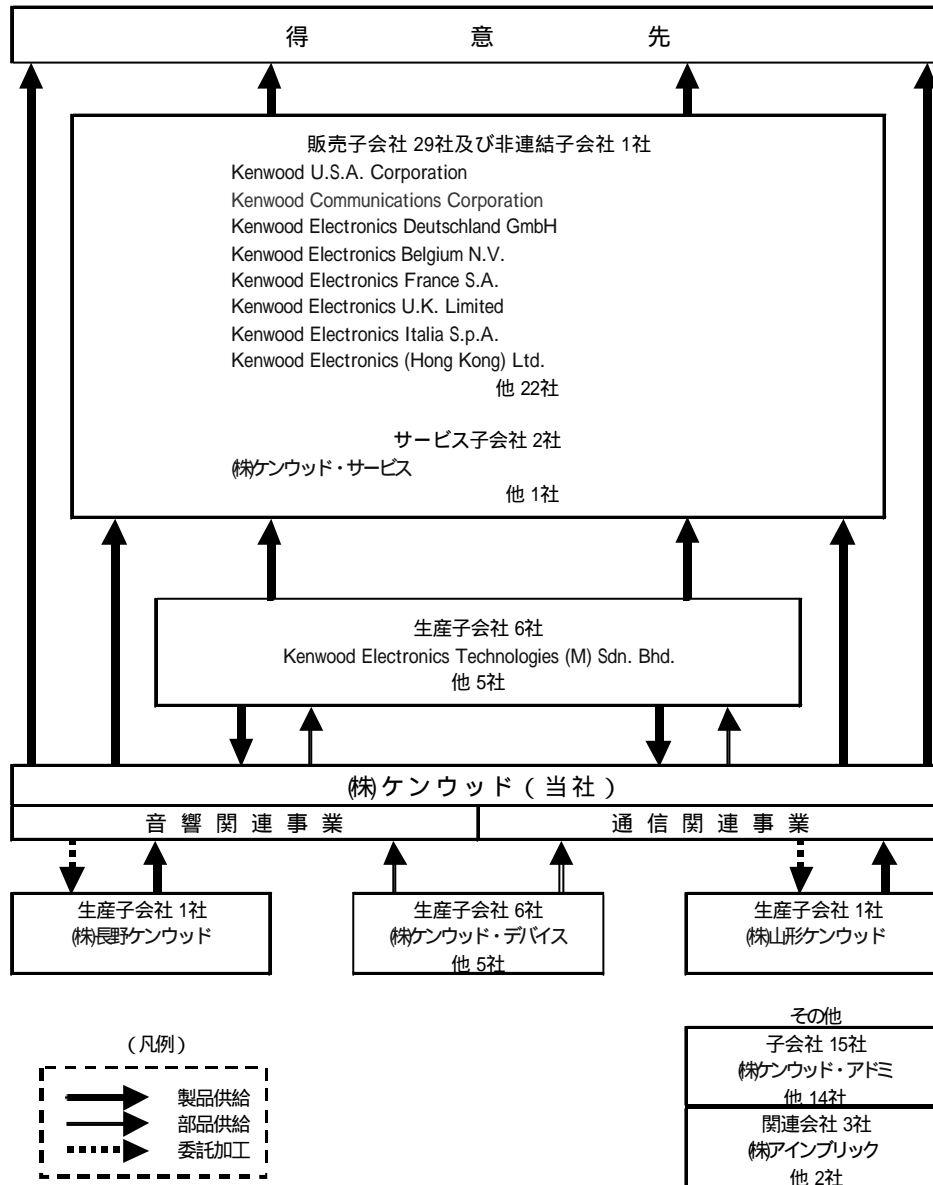 得意先
販売子会社 29社及び非連結子会社 1社
Kenwood U.S.A. Corporation
Kenwood Communications Corporation
Kenwood Electronics Deutschland GmbH
Kenwood Electronics Belgium N.V.
Kenwood Electronics France S.A.
Kenwood Electronics U.K. Limited
Kenwood Electronics Italia S.p.A.
Kenwood Electronics (Hong Kong) Ltd.
他 22社
サービス子会社 2社
㈱ケンウッド・サービス
他 1社
生産子会社 6社
Kenwood Electronics Technologies (M) Sdn. Bhd.
他 5社
㈱ケンウッド(当社)
音響関連事業 通信関連事業
生産子会社 1社
㈱長野ケンウッド
生産子会社 6社
㈱ケンウッド・デバイス
他 5社
生産子会社 1社
㈱山形ケンウッド
(凡例)
製品供給
部品供給
委託加工
その他
子会社 15社
㈱ケンウッド・アドミ
他 14社
関連会社 3社
㈱アインブリック
他 2社